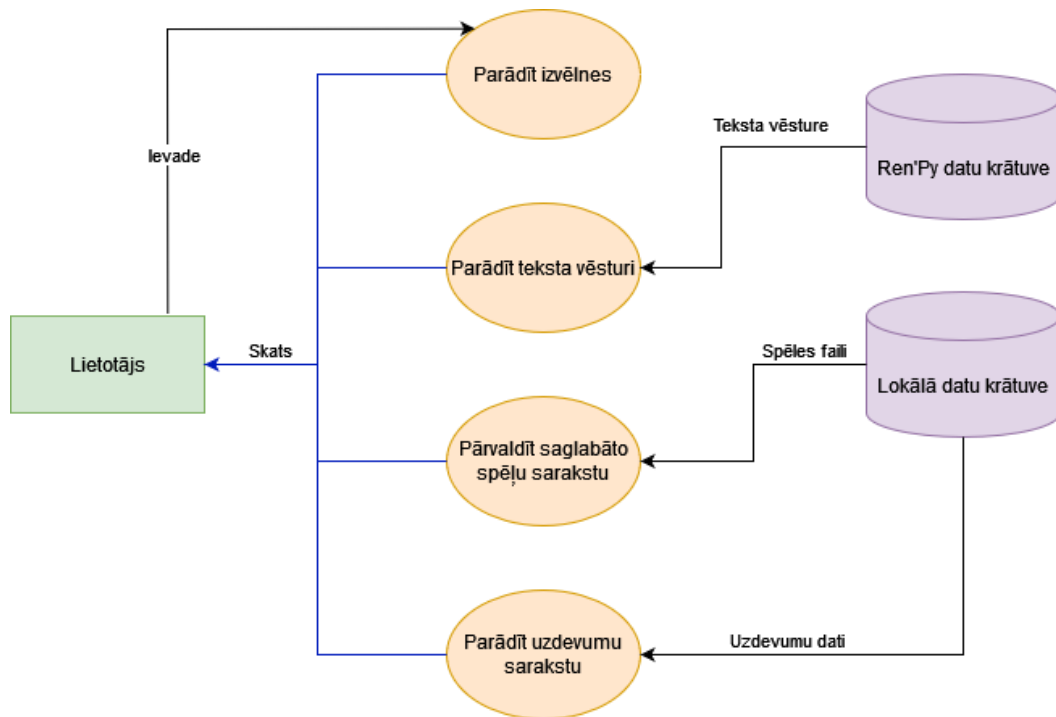 Parādīt izvēlnes
Teksta vēsture
Ievade
Ren'Py datu krātuve
Parādīt teksta vēsturi
Skats
Spēles faili
Lietotājs
Lokālā datu krātuve
Pārvaldīt saglabāto
spēļu sarakstu
Parādīt uzdevumu
sarakstu
Uzdevumu dati